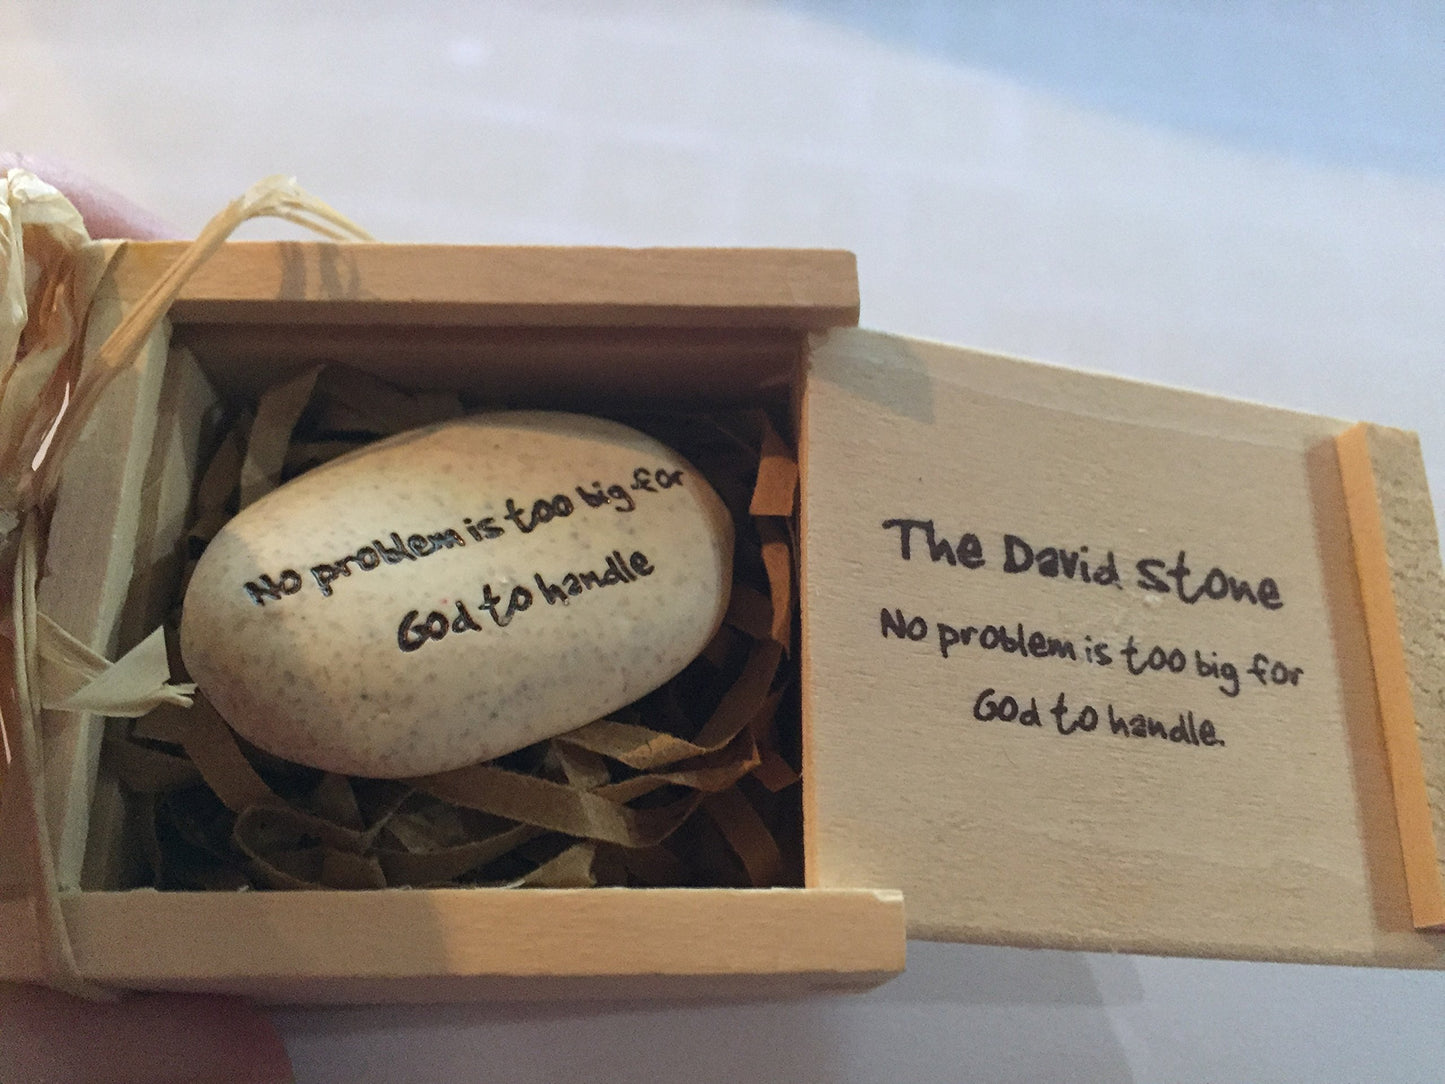 No problem is too big for
God to handle
The David Stone
No problem is too big for
God to handle.